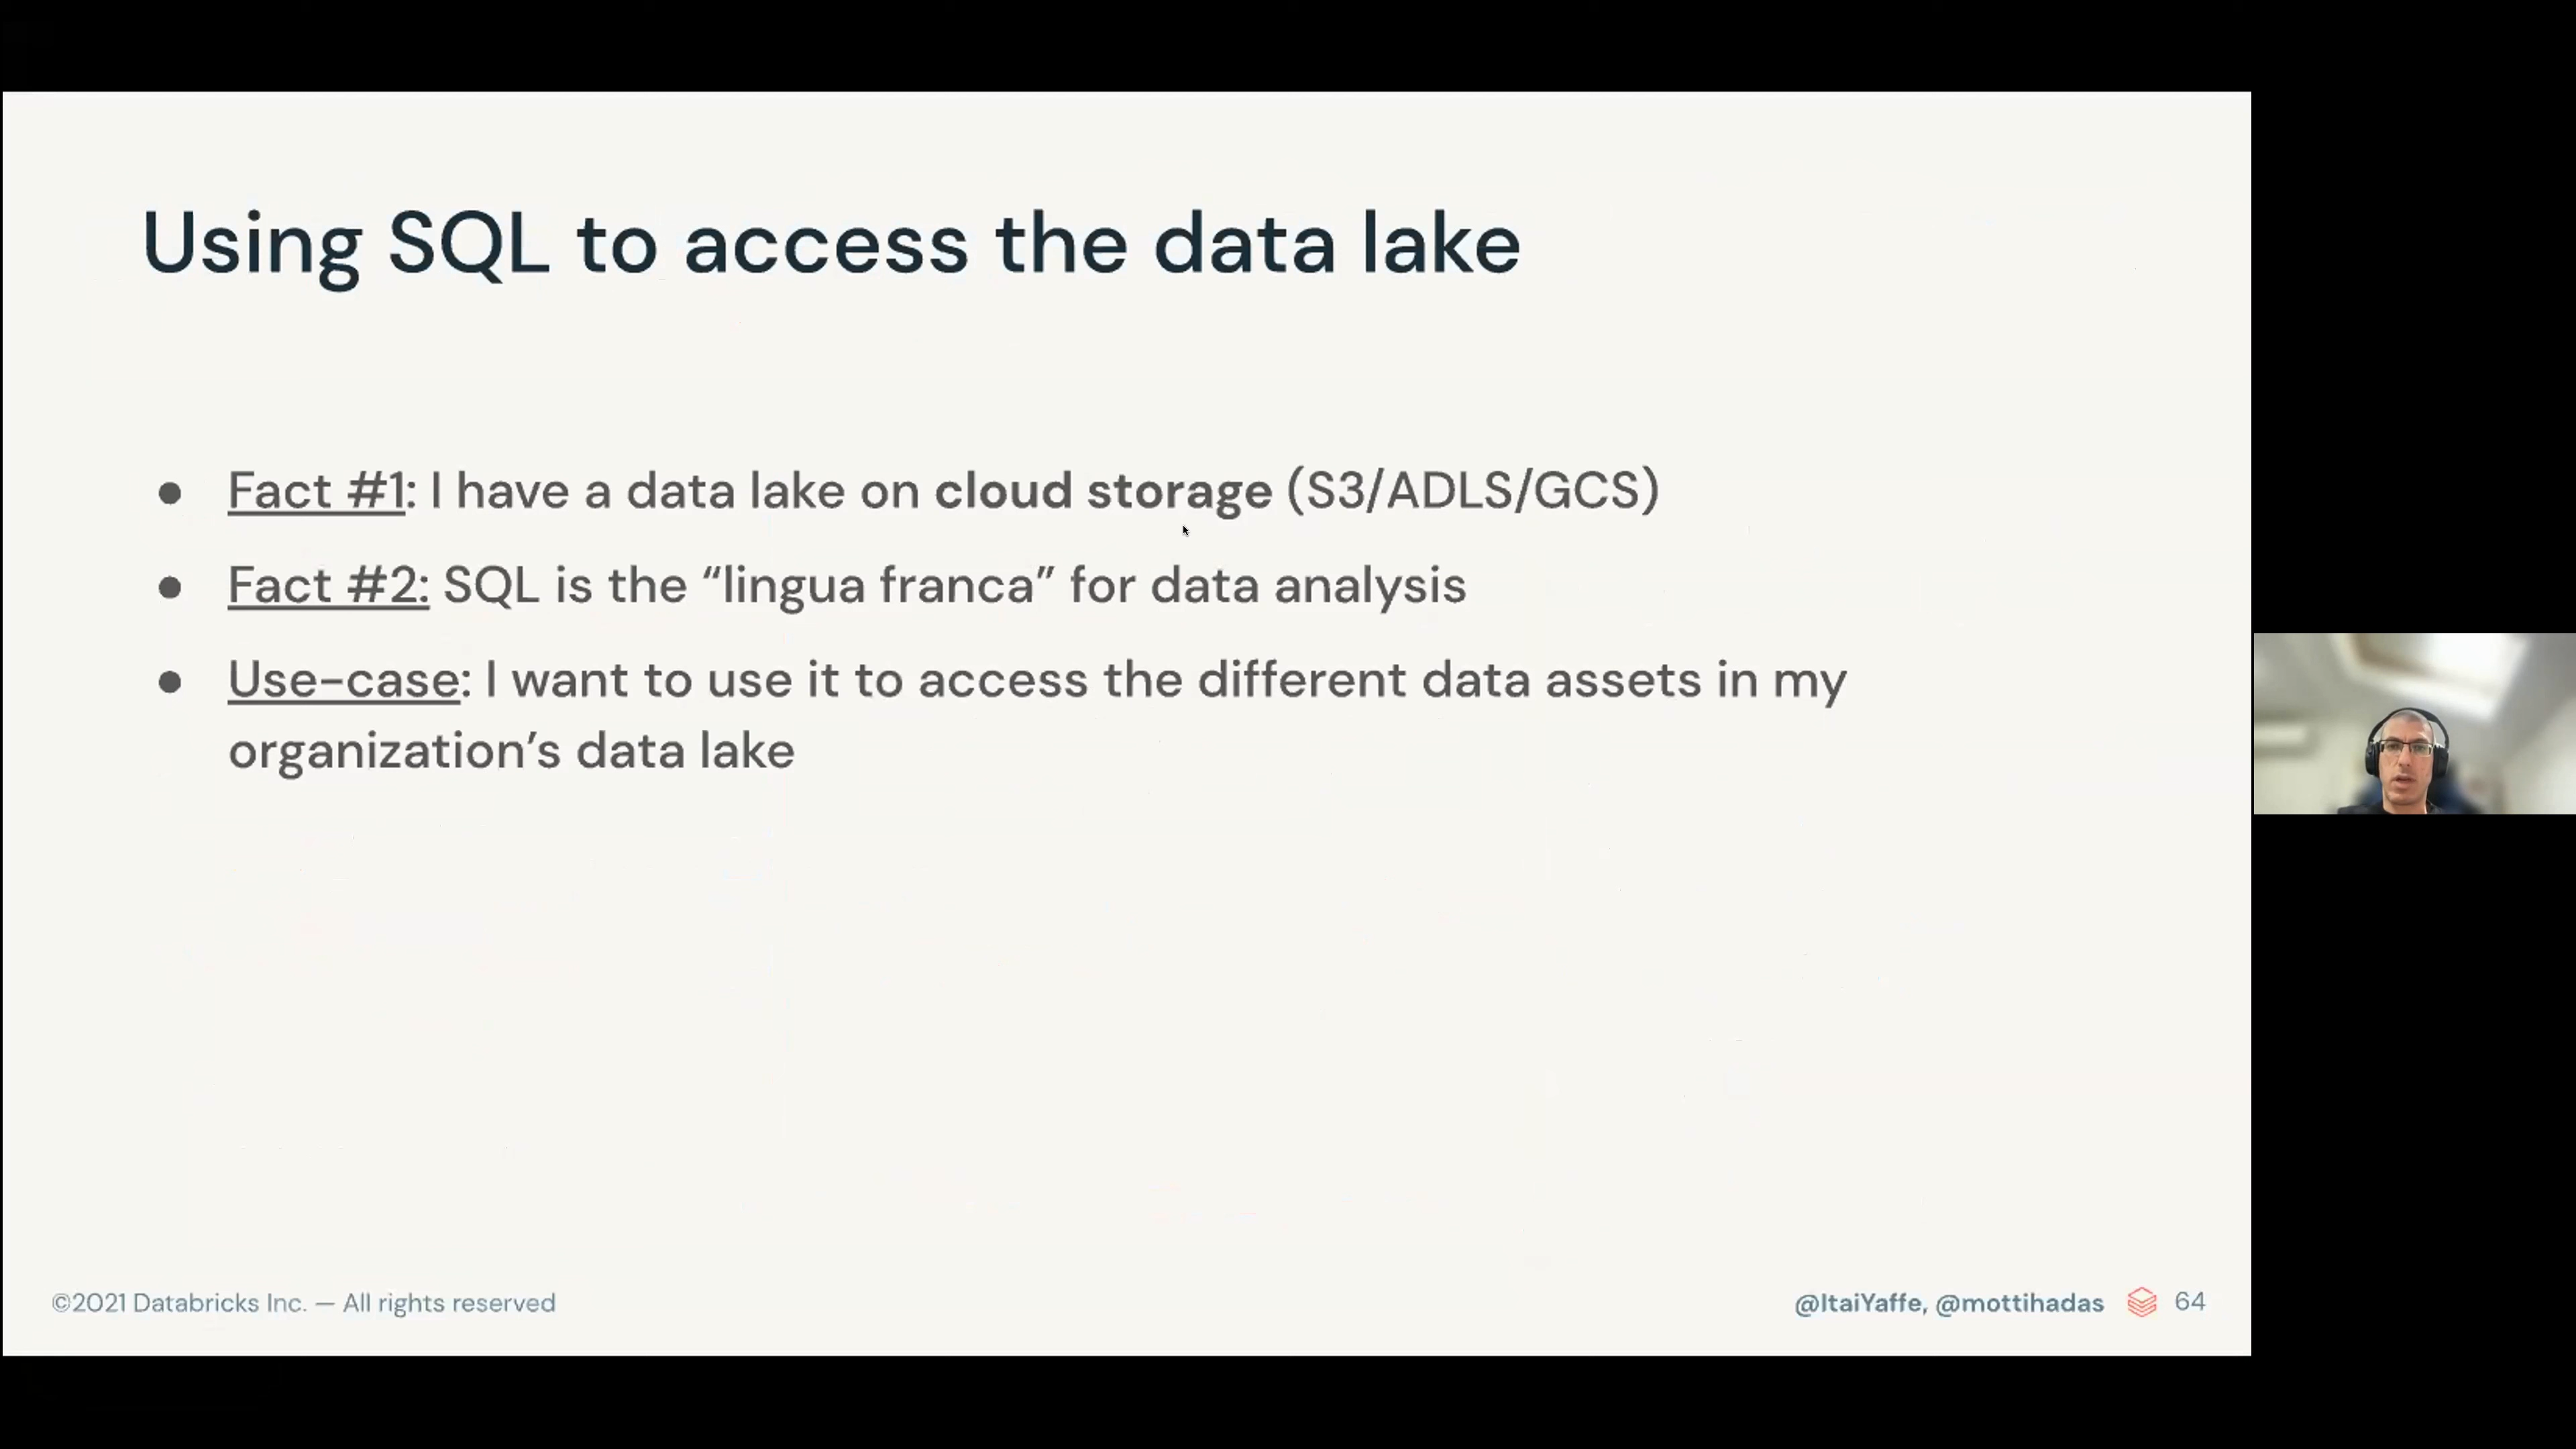 Using SQL to access the data lake
● Fact #1: I have a data lake on cloud storage (S3/ADLS/GCS)
● Fact #2: SQL is the “lingua franca” for data analysis
● Use-case: I want to use it to access the different data assets in my
organization’s data lake
©2021 Databricks Inc. — All rights reserved
@ItaiYaffe, @mottihadas 64